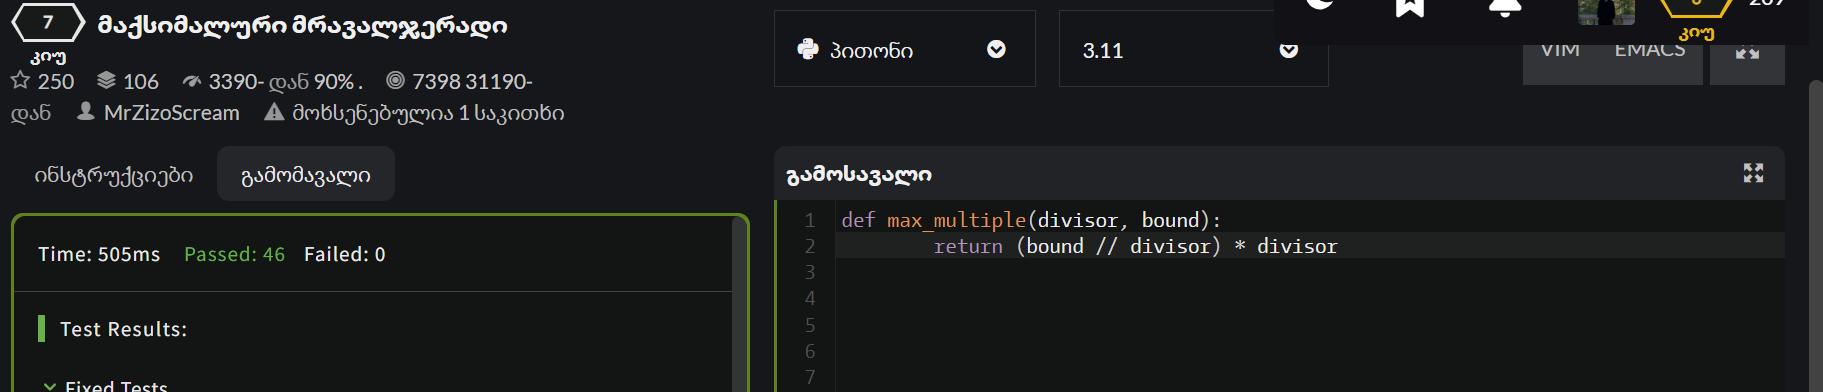 7 მაქსიმალური მრავალჯერადი
კიუ
250 106 3390- დან 90% . 7398 31190-
დან MrZizoScream მოხსენებულია 1 საკითხი
ინსტრუქციები გამომავალი
Time: 505ms Passed: 46 Failed: 0
Test Results:
Fixed Tests
პითონი 3.11
კიუ
VIM EMACS
გამოსავალი
1 def max_multiple(divisor, bound):
2 return (bound // divisor) * divisor
3
4
5
6
7